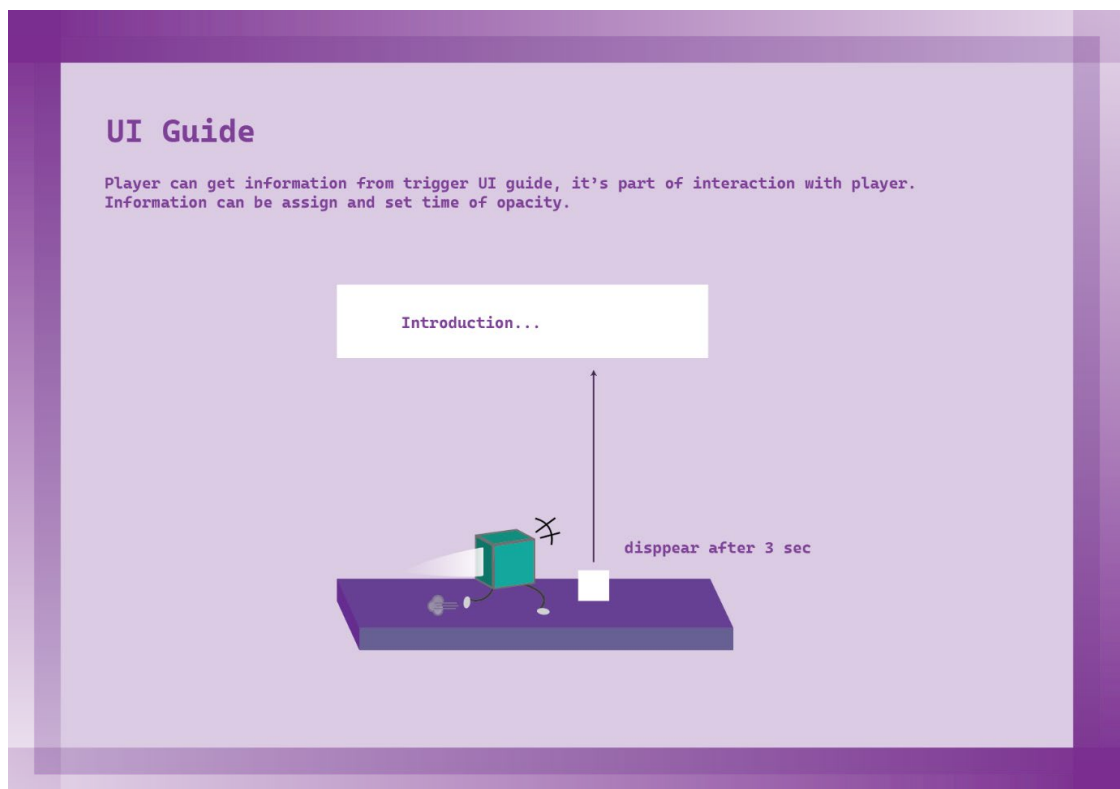 UI Guide
Player can get information from trigger UI guide, it’s part of interaction with player.
Information can be assign and set time of opacity.
Introduction...
disppear after 3 sec